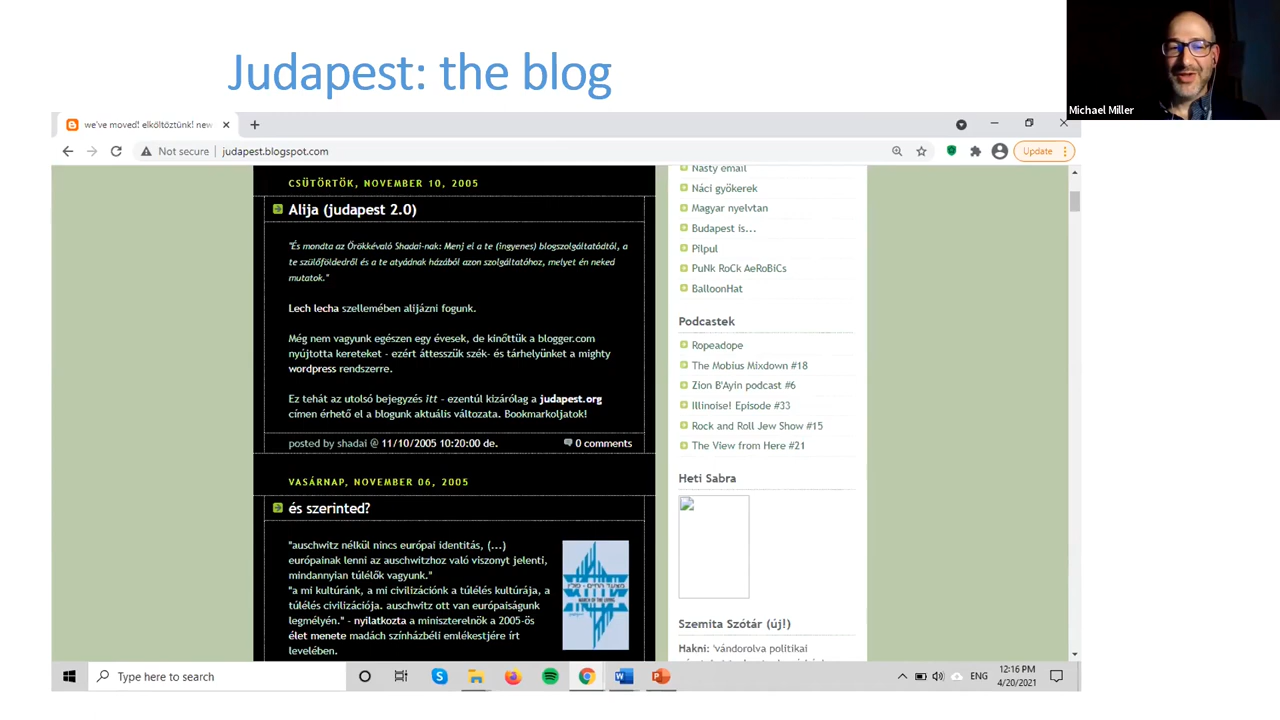 Judapest: the blog
Michael Miller
we've moved! elköltöztünk! new
Not secure
judapest.blogspot.com
Update
CSÜTÖRTÖK, NOVEMBER 10, 2005
Alija (judapest 2.0)
"És mondta az Örökkévaló Shadai-nak: Menj el a te (ingyenes) blogszolgáltatódtól, a
te szülőföldedről és a te atyádnak házából azon szolgáltatóhoz, melyet én neked
mutatok."
Lech lecha szellemében alijázni fogunk.
Még nem vagyunk egészen egy évesek, de kinőttük a blogger.com
nyújtotta kereteket - ezért áttesszük szék- és tárhelyünket a mighty
wordpress rendszerre.
Ez tehát az utolsó bejegyzés itt - ezentúl kizárólag a judapest.org
címen érhető el a blogunk aktuális változata. Bookmarkoljatok!
posted by shadai @ 11/10/2005 10:20:00 de.
0 comments
VASÁRNAP, NOVEMBER 06, 2005
és szerinted?
"auschwitz nélkül nincs európai identitás, (...)
európainak lenni az auschwitzhoz való viszonyt jelenti,
mindannyian túlélők vagyunk."
"a mi kultúránk, a mi civilizációnk a túlélés kultúrája, a
túlélés civilizációja. auschwitz ott van európaiságunk
legmélyén." - nyilatkozta a miniszterelnök a 2005-ös
élet menete madách színházbéli emlékestjére írt
levelében.
MARCH OF THE LIVING
Nasty email
Náci gyökerek
Magyar nyelvtan
Budapest is...
Pilpul
PuNk RoCk AeRoBiCs
BalloonHat
Podcastek
Ropeadope
The Mobius Mixdown #18
Zion B'Ayin podcast #6
Illinoise! Episode #33
Rock and Roll Jew Show #15
The View from Here #21
Heti Sabra
Szemita Szótár (új!)
Hakni: 'vándorolva politikai
Type here to search
ENG
12:16 PM
4/20/2021